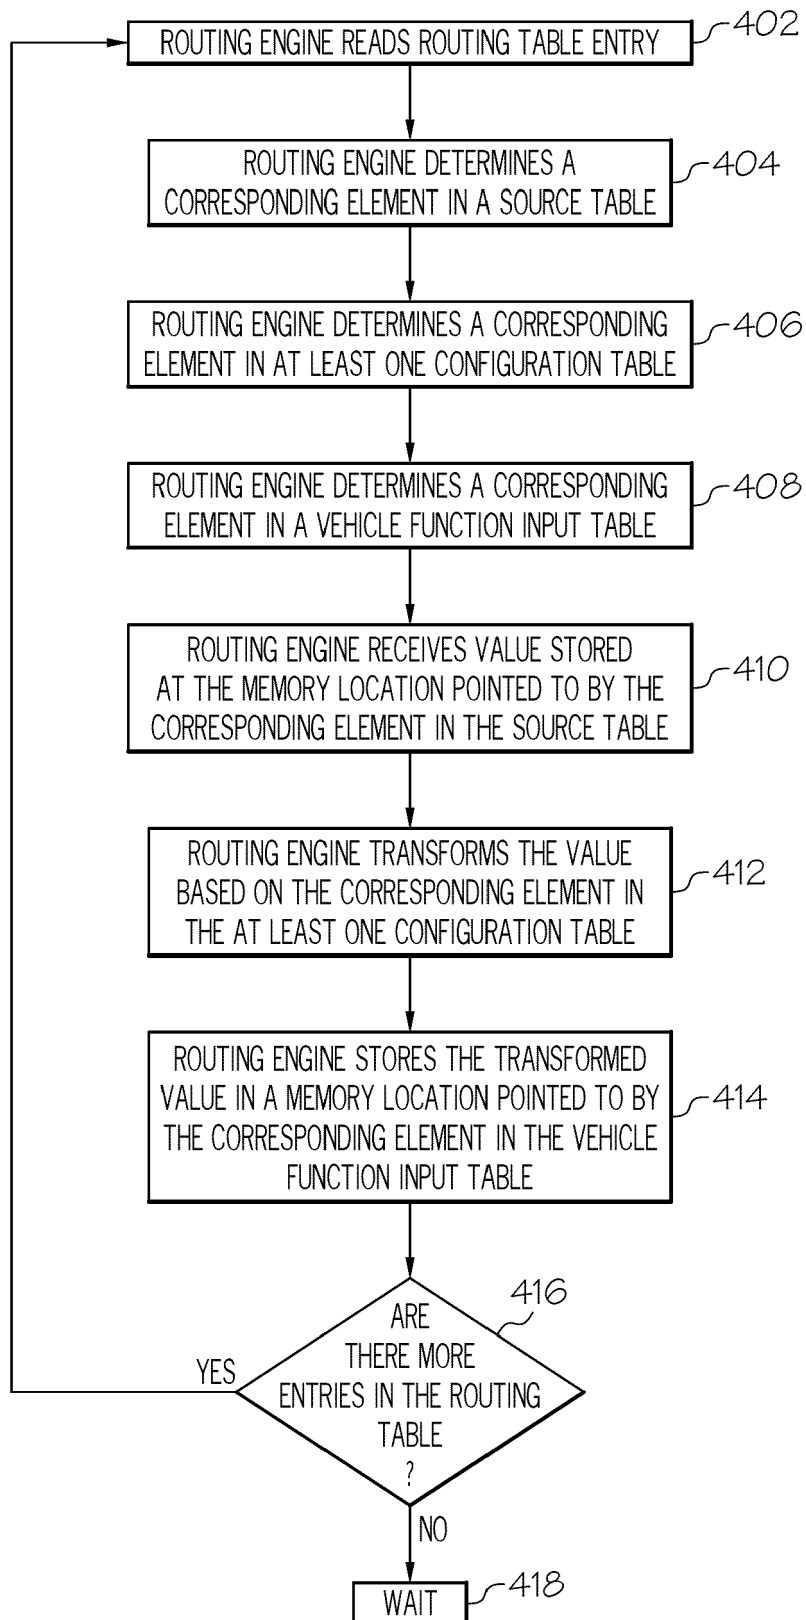 ROUTING ENGINE READS ROUTING TABLE ENTRY
402
ROUTING ENGINE DETERMINES A
CORRESPONDING ELEMENT IN A SOURCE TABLE
404
ROUTING ENGINE DETERMINES A CORRESPONDING
ELEMENT IN AT LEAST ONE CONFIGURATION TABLE
406
ROUTING ENGINE DETERMINES A CORRESPONDING
ELEMENT IN A VEHICLE FUNCTION INPUT TABLE
408
ROUTING ENGINE RECEIVES VALUE STORED
AT THE MEMORY LOCATION POINTED TO BY THE
CORRESPONDING ELEMENT IN THE SOURCE TABLE
410
ROUTING ENGINE TRANSFORMS THE VALUE
BASED ON THE CORRESPONDING ELEMENT IN
THE AT LEAST ONE CONFIGURATION TABLE
412
ROUTING ENGINE STORES THE TRANSFORMED
VALUE IN A MEMORY LOCATION POINTED TO BY
THE CORRESPONDING ELEMENT IN THE VEHICLE
FUNCTION INPUT TABLE
414
416
ARE
THERE MORE
ENTRIES IN THE ROUTING
TABLE
?
YES
NO
WAIT
418